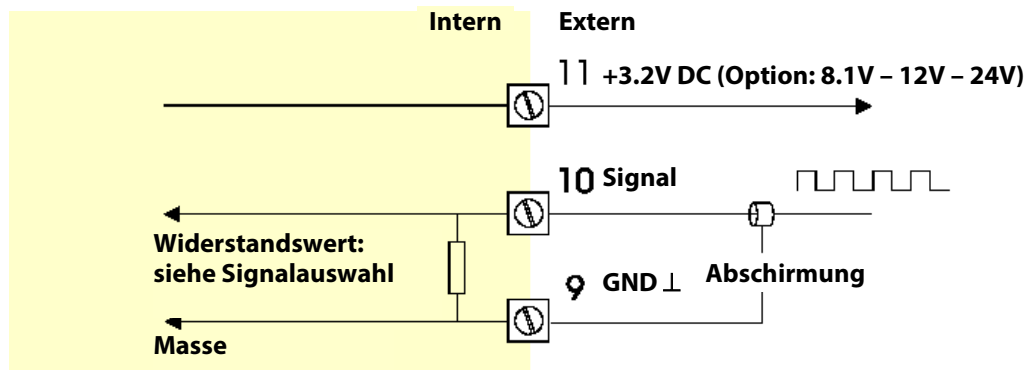 Intern Extern
11 +3.2V DC (Option: 8.1V – 12V – 24V)
10 Signal
Widerstandswert:
siehe Signalauswahl
9 GND ⊥ Abschirmung
Masse